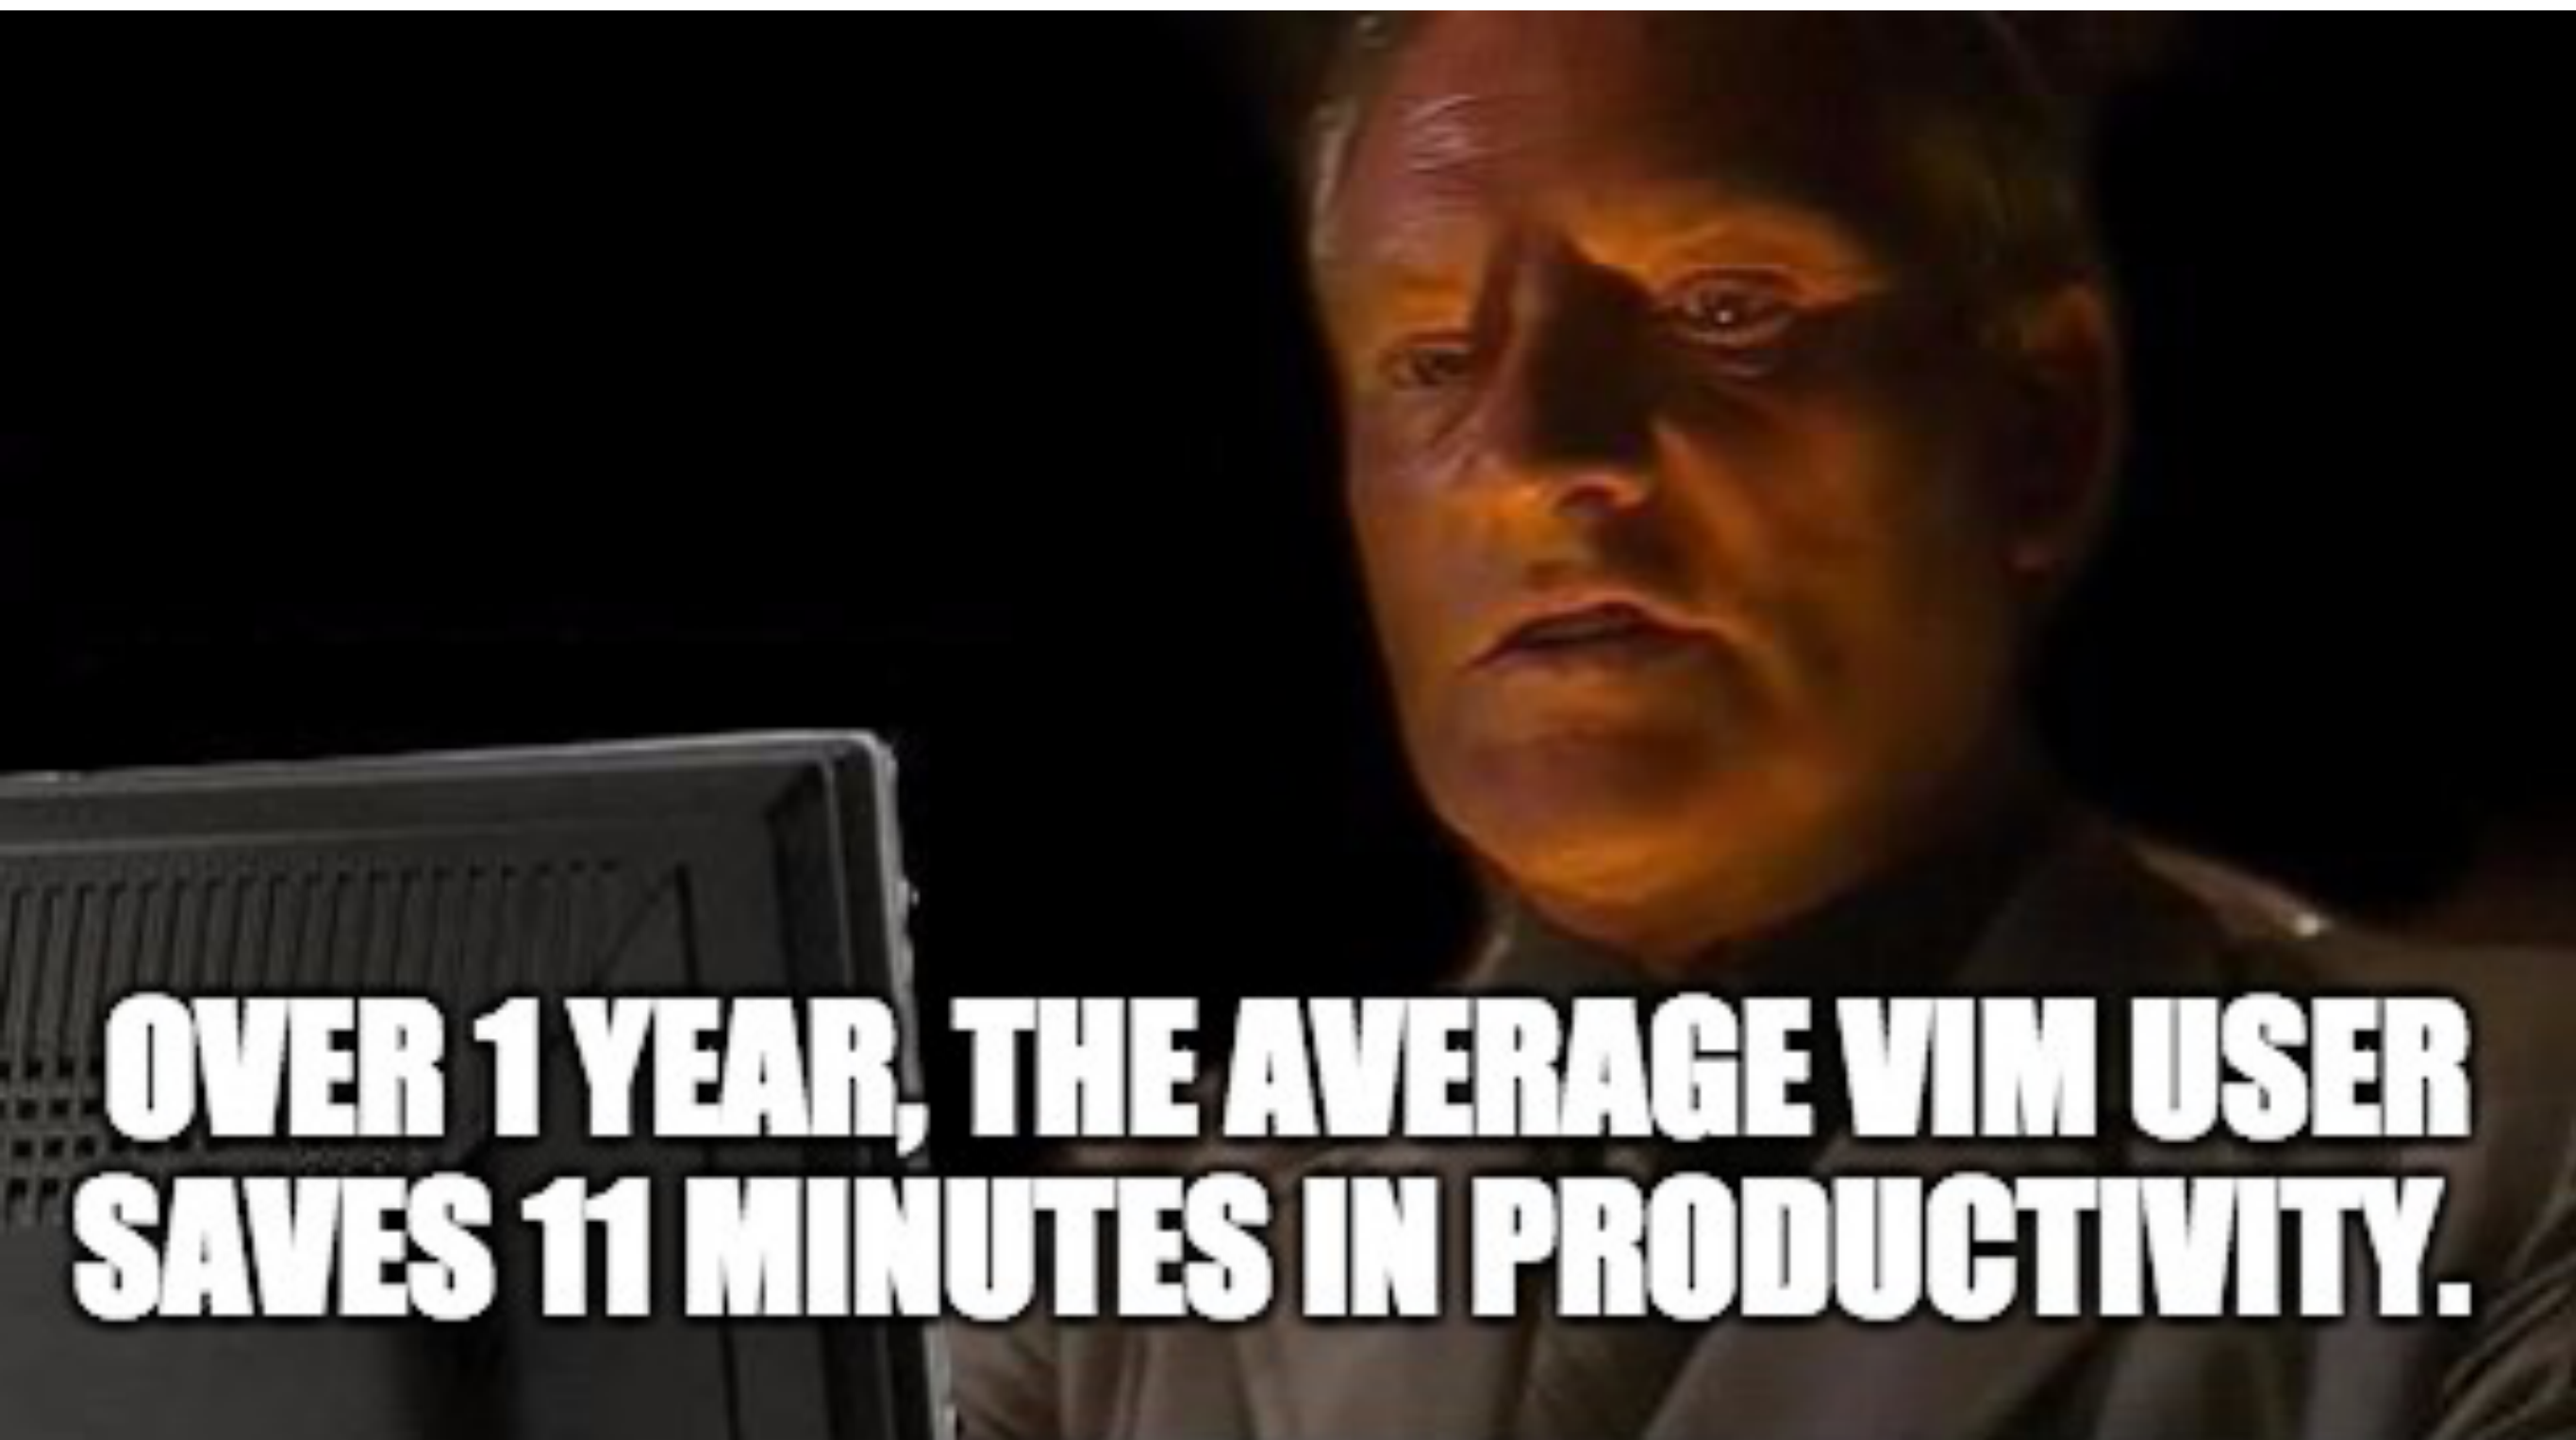 OVER 1 YEAR, THE AVERAGE VIM USER
SAVES 11 MINUTES IN PRODUCTIVITY.